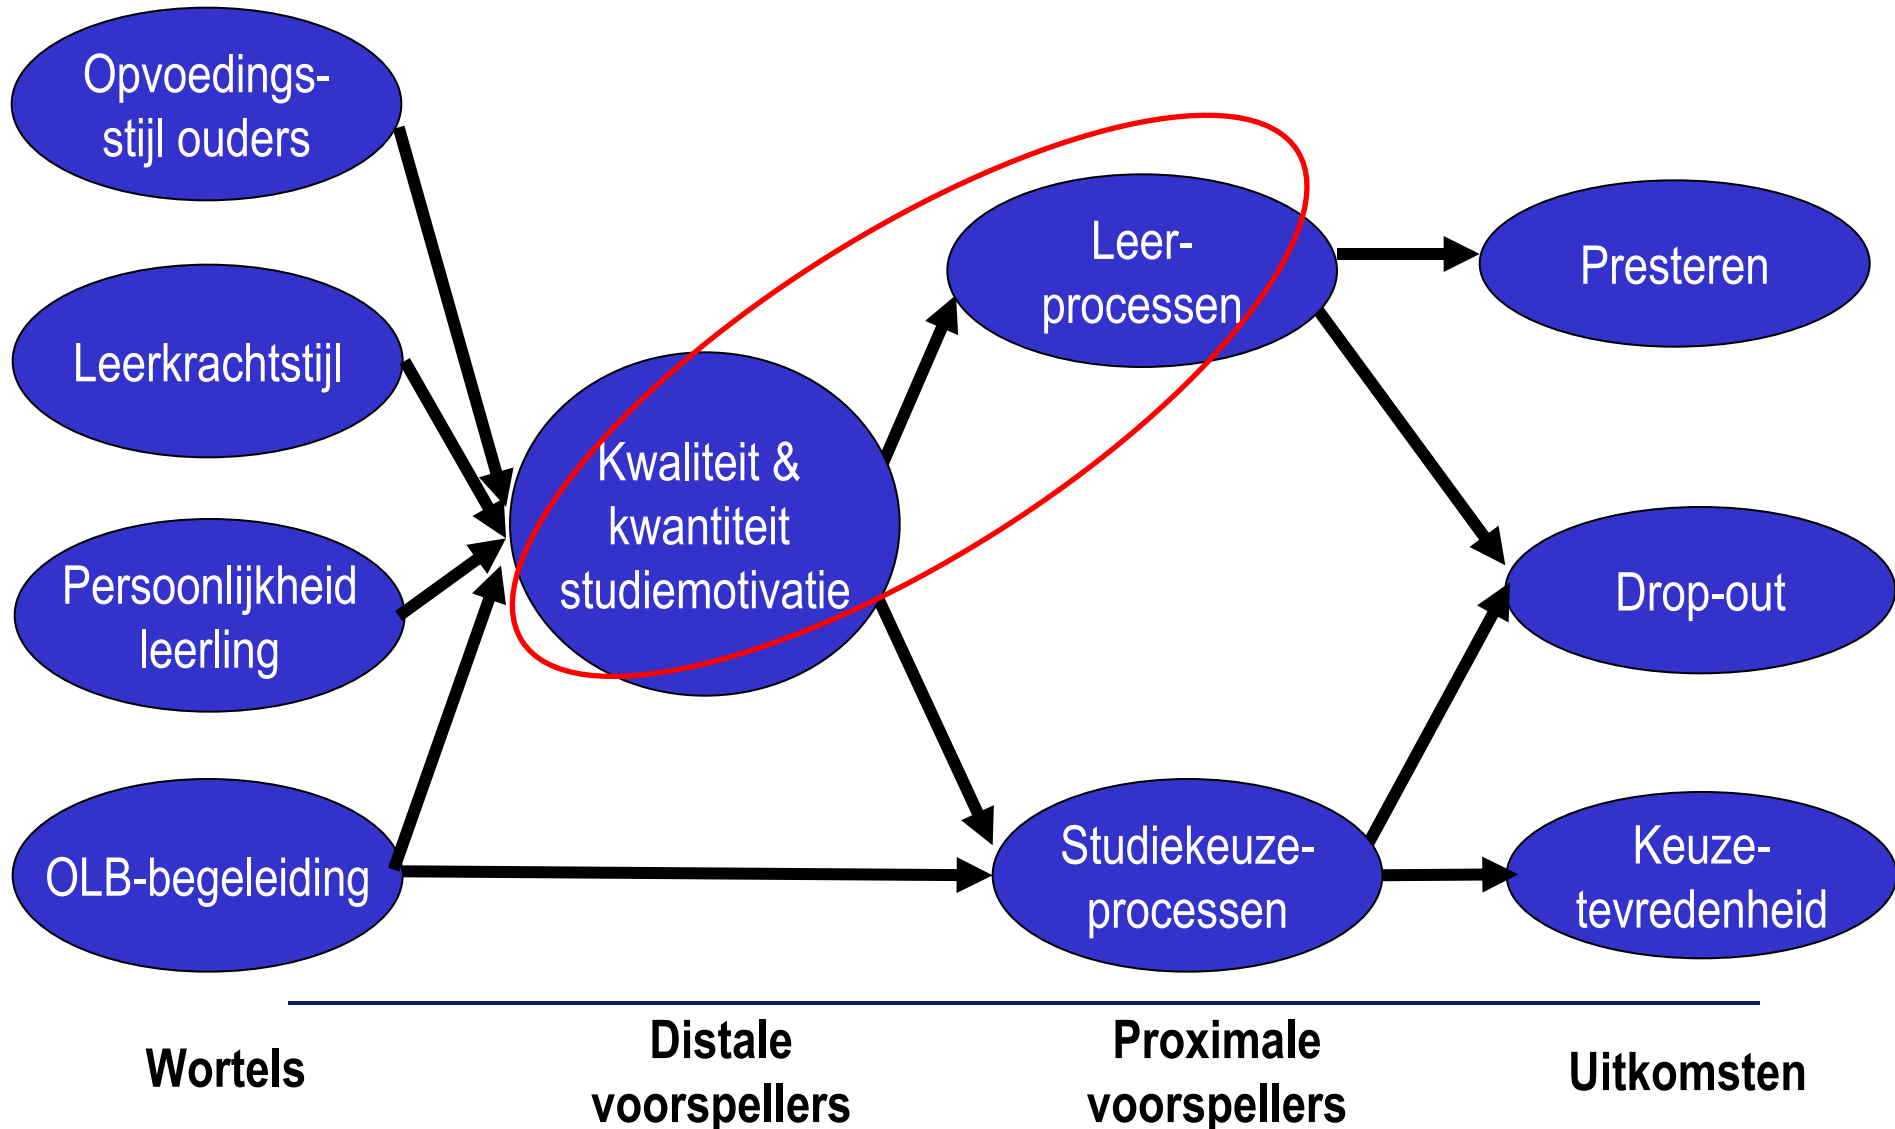 Opvoedings-
stijl ouders
Leerkrachtstijl
Persoonlijkheid
leerling
OLB-begeleiding
Kwaliteit &
kwantiteit
studiemotivatie
Leer-
processen
Studiekeuze-
processen
Presteren
Drop-out
Keuze-
tevredenheid
Wortels
Distale
voorspellers
Proximale
voorspellers
Uitkomsten